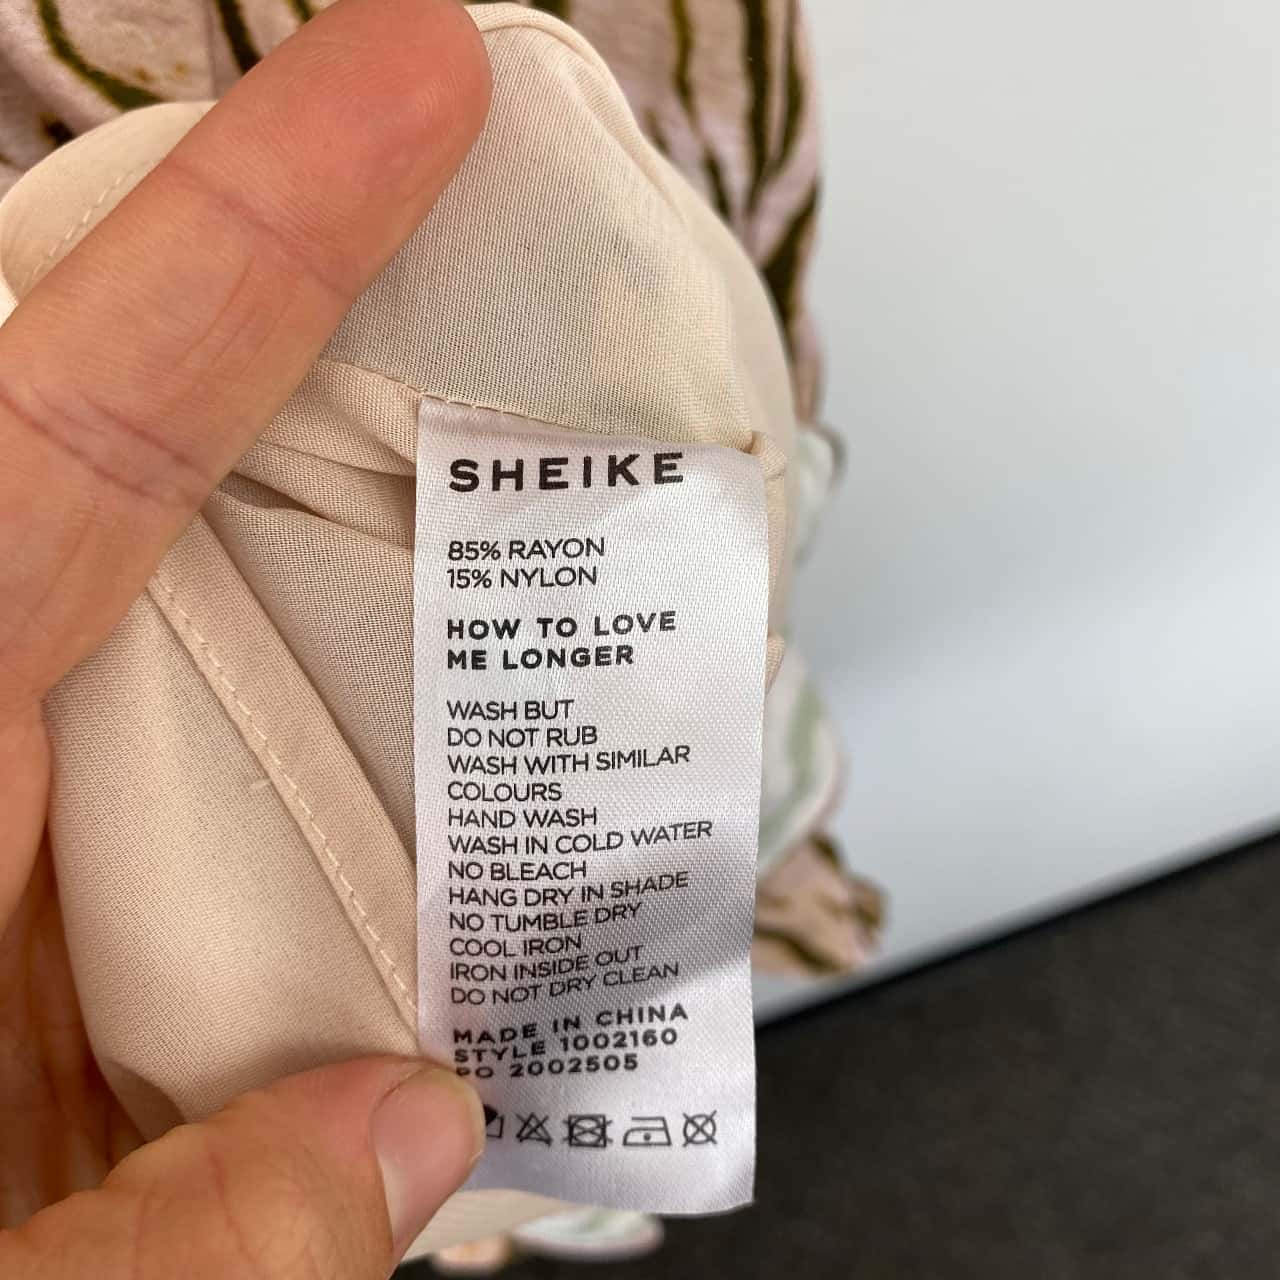 SHEIKE
85% RAYON
15% NYLON
HOW TO LOVE
ME LONGER
WASH BUT
DO NOT RUB
WASH WITH SIMILAR
COLOURS
HAND WASH
WASH IN COLD WATER
NO BLEACH
HANG DRY IN SHADE
NO TUMBLE DRY
COOL IRON
IRON INSIDE OUT
DO NOT DRY CLEAN
MADE IN CHINA
STYLE 1002160
PO 2002505